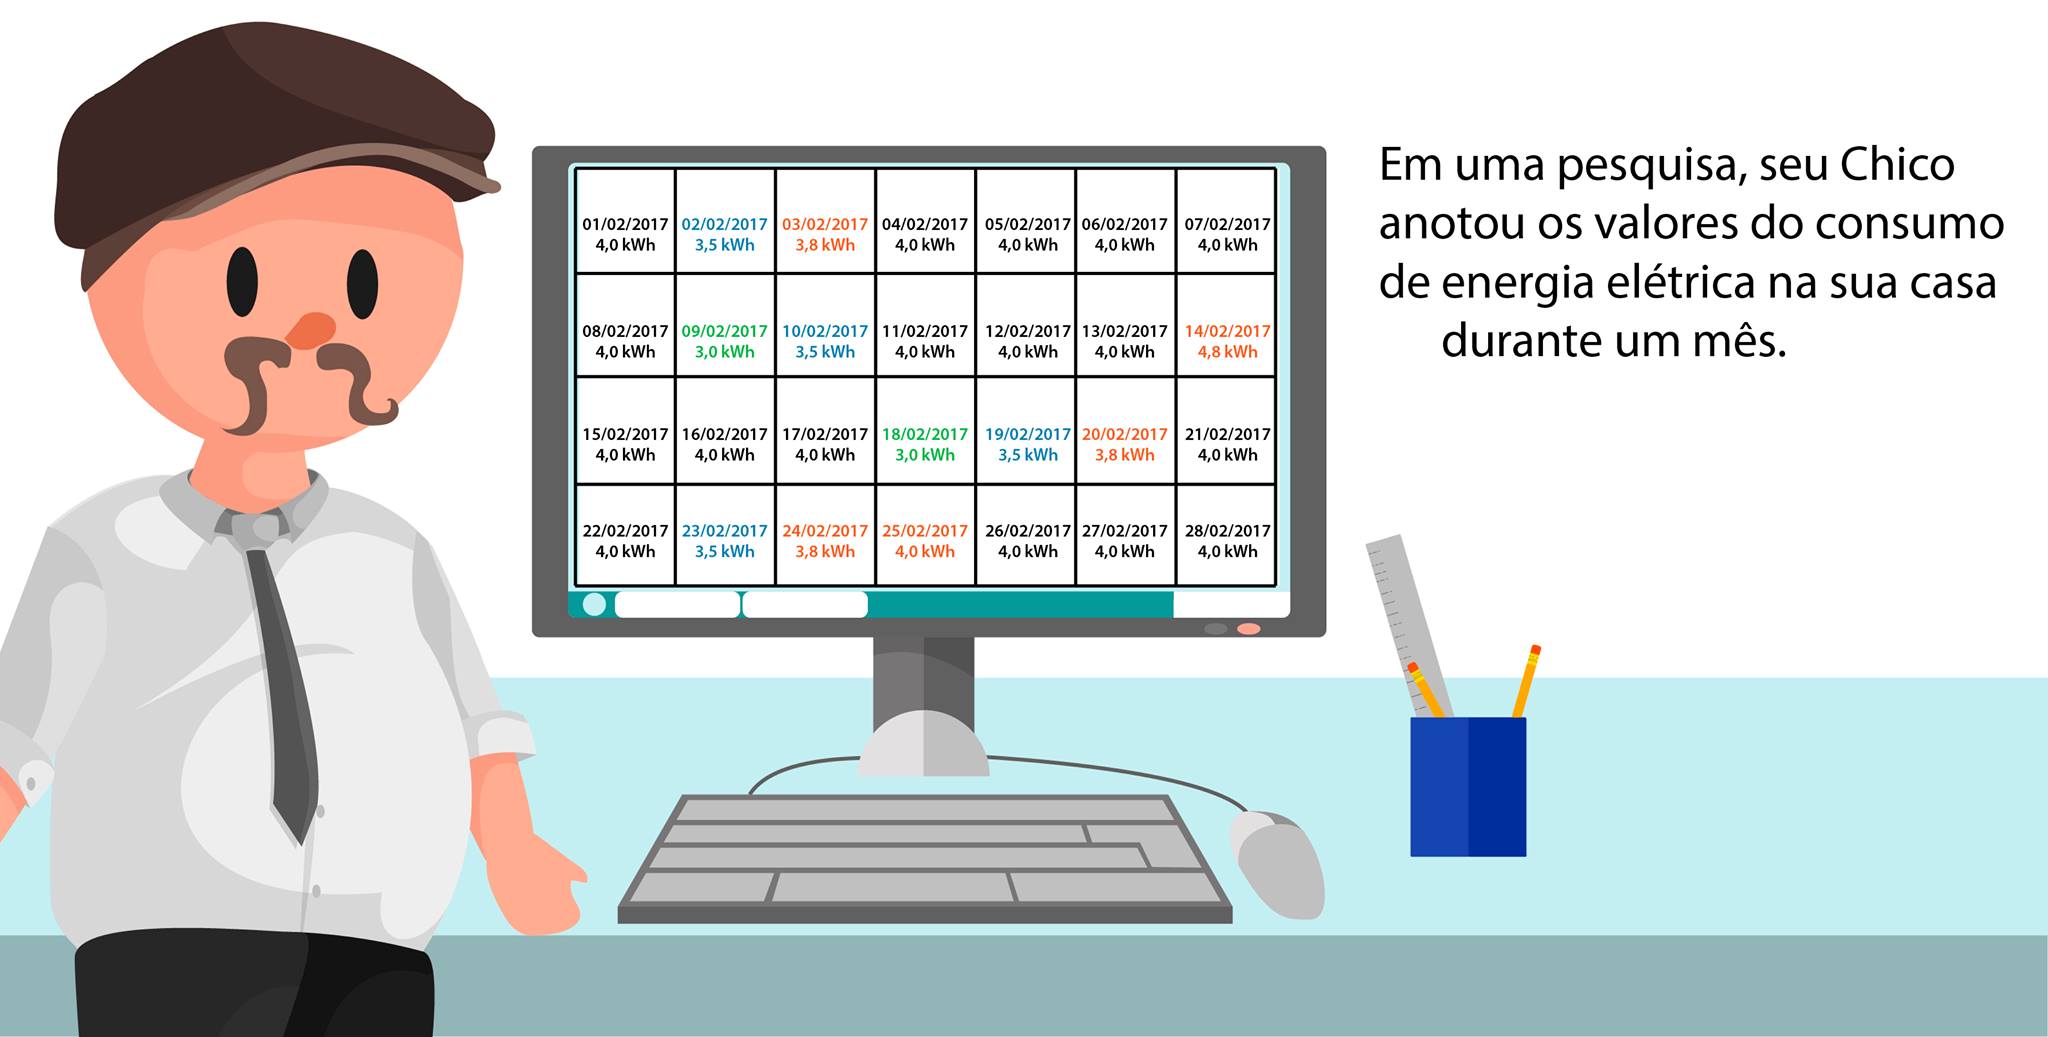 Em uma pesquisa, seu Chico
anotou os valores do consumo
de energia elétrica na sua casa
durante um mês.
01/02/2017 02/02/2017 03/02/2017 04/02/2017 05/02/2017 06/02/2017 07/02/2017
4,0 kWh 3,5 kWh 3,8 kWh 4,0 kWh 4,0 kWh 4,0 kWh 4,0 kWh
08/02/2017 09/02/2017 10/02/2017 11/02/2017 12/02/2017 13/02/2017 14/02/2017
4,0 kWh 3,0 kWh 3,5 kWh 4,0 kWh 4,0 kWh 4,0 kWh 4,8 kWh
15/02/2017 16/02/2017 17/02/2017 18/02/2017 19/02/2017 20/02/2017 21/02/2017
4,0 kWh 4,0 kWh 4,0 kWh 3,0 kWh 3,5 kWh 3,8 kWh 4,0 kWh
22/02/2017 23/02/2017 24/02/2017 25/02/2017 26/02/2017 27/02/2017 28/02/2017
4,0 kWh 3,5 kWh 3,8 kWh 4,0 kWh 4,0 kWh 4,0 kWh 4,0 kWh